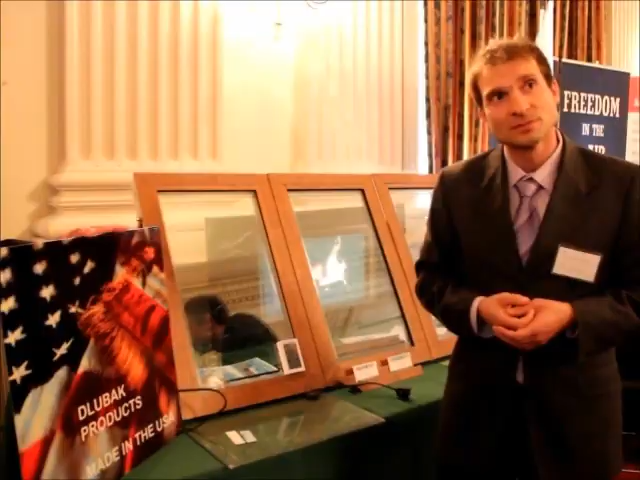 FREEDOM
IN THE
DLUBAK
PRODUCTS
MADE IN THE USA